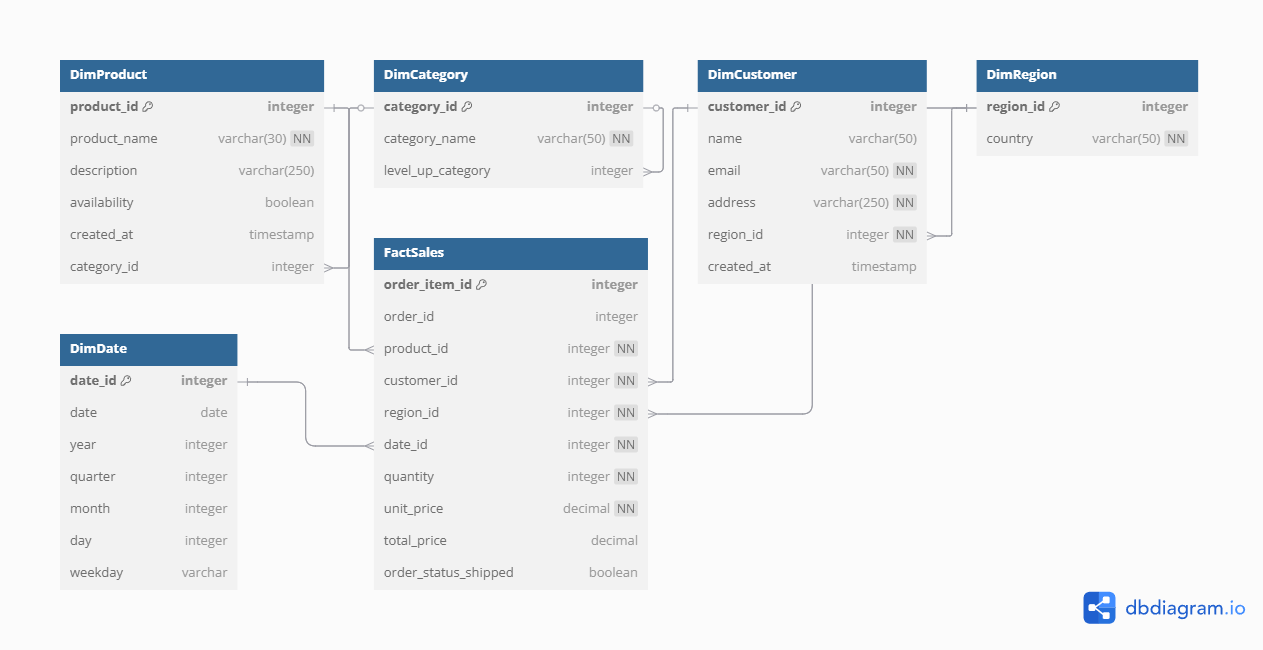 DimProduct
product_id integer
product_name varchar(30) NN
description varchar(250)
availability boolean
created_at timestamp
category_id integer
DimCategory
category_id integer
category_name varchar(50) NN
level_up_category integer
DimCustomer
customer_id integer
name varchar(50)
email varchar(50) NN
address varchar(250) NN
region_id integer NN
created_at timestamp
DimRegion
region_id integer
country varchar(50) NN
FactSales
order_item_id integer
order_id integer
product_id integer NN
customer_id integer NN
region_id integer NN
date_id integer NN
quantity integer NN
unit_price decimal NN
total_price decimal
order_status_shipped boolean
DimDate
date_id integer
date date
year integer
quarter integer
month integer
day integer
weekday varchar
dbdiagram.io